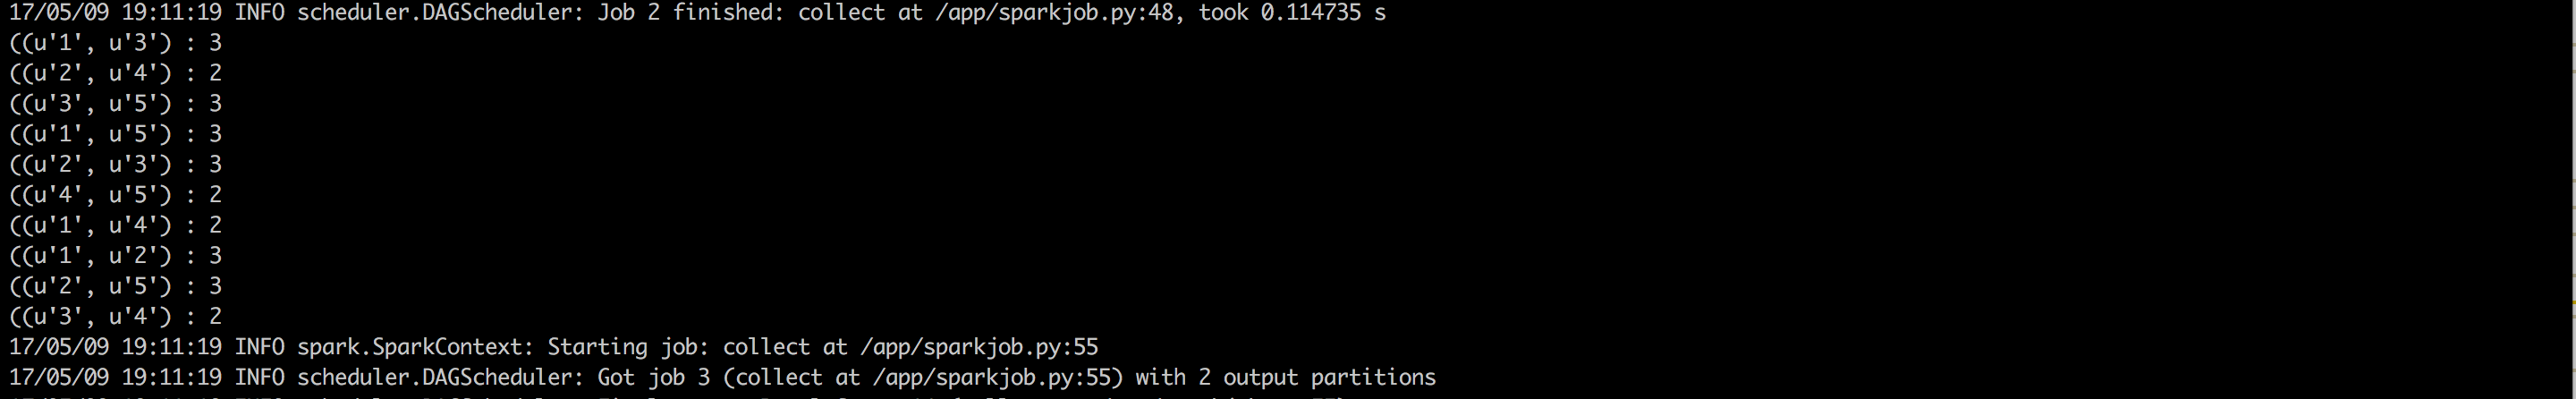 17/05/09 19:11:19 INFO scheduler.DAGScheduler: Job 2 finished: collect at /app/sparkjob.py:48, took 0.114735 s
((u'1', u'3') : 3
((u'2', u'4') : 2
((u'3', u'5') : 3
((u'1', u'5') : 3
((u'2', u'3') : 3
((u'4', u'5') : 2
((u'1', u'4') : 2
((u'1', u'2') : 3
((u'2', u'5') : 3
((u'3', u'4') : 2
17/05/09 19:11:19 INFO spark.SparkContext: Starting job: collect at /app/sparkjob.py:55
17/05/09 19:11:19 INFO scheduler.DAGScheduler: Got job 3 (collect at /app/sparkjob.py:55) with 2 output partitions